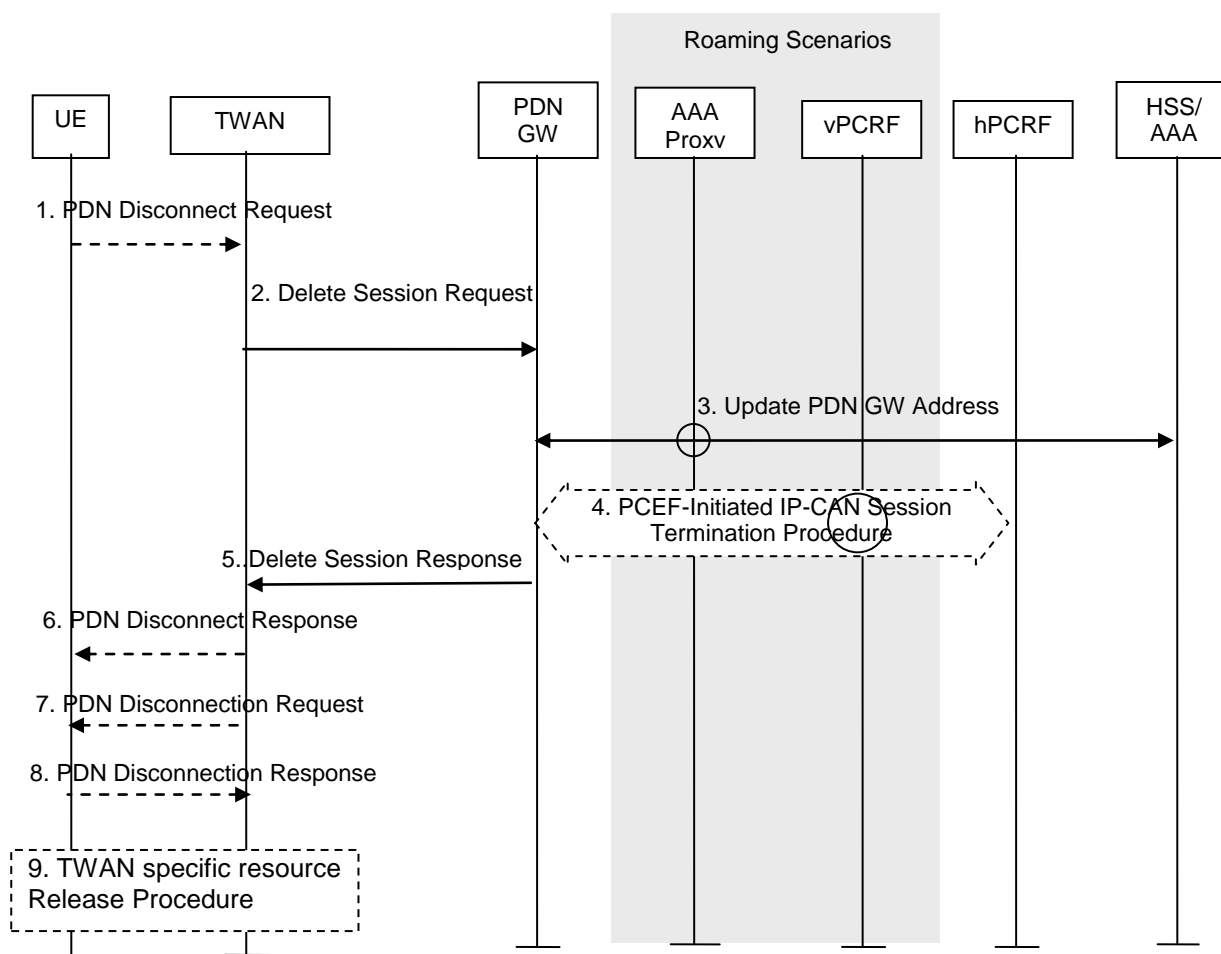 Roaming Scenarios
UE
TWAN
PDN
GW
AAA
Proxv
vPCRF
hPCRF
HSS/
AAA
1. PDN Disconnect Request
2. Delete Session Request
3. Update PDN GW Address
4. PCEF-Initiated IP-CAN Session
Termination Procedure
5..Delete Session Response
6. PDN Disconnect Response
7. PDN Disconnection Request
8. PDN Disconnection Response
9. TWAN specific resource
Release Procedure